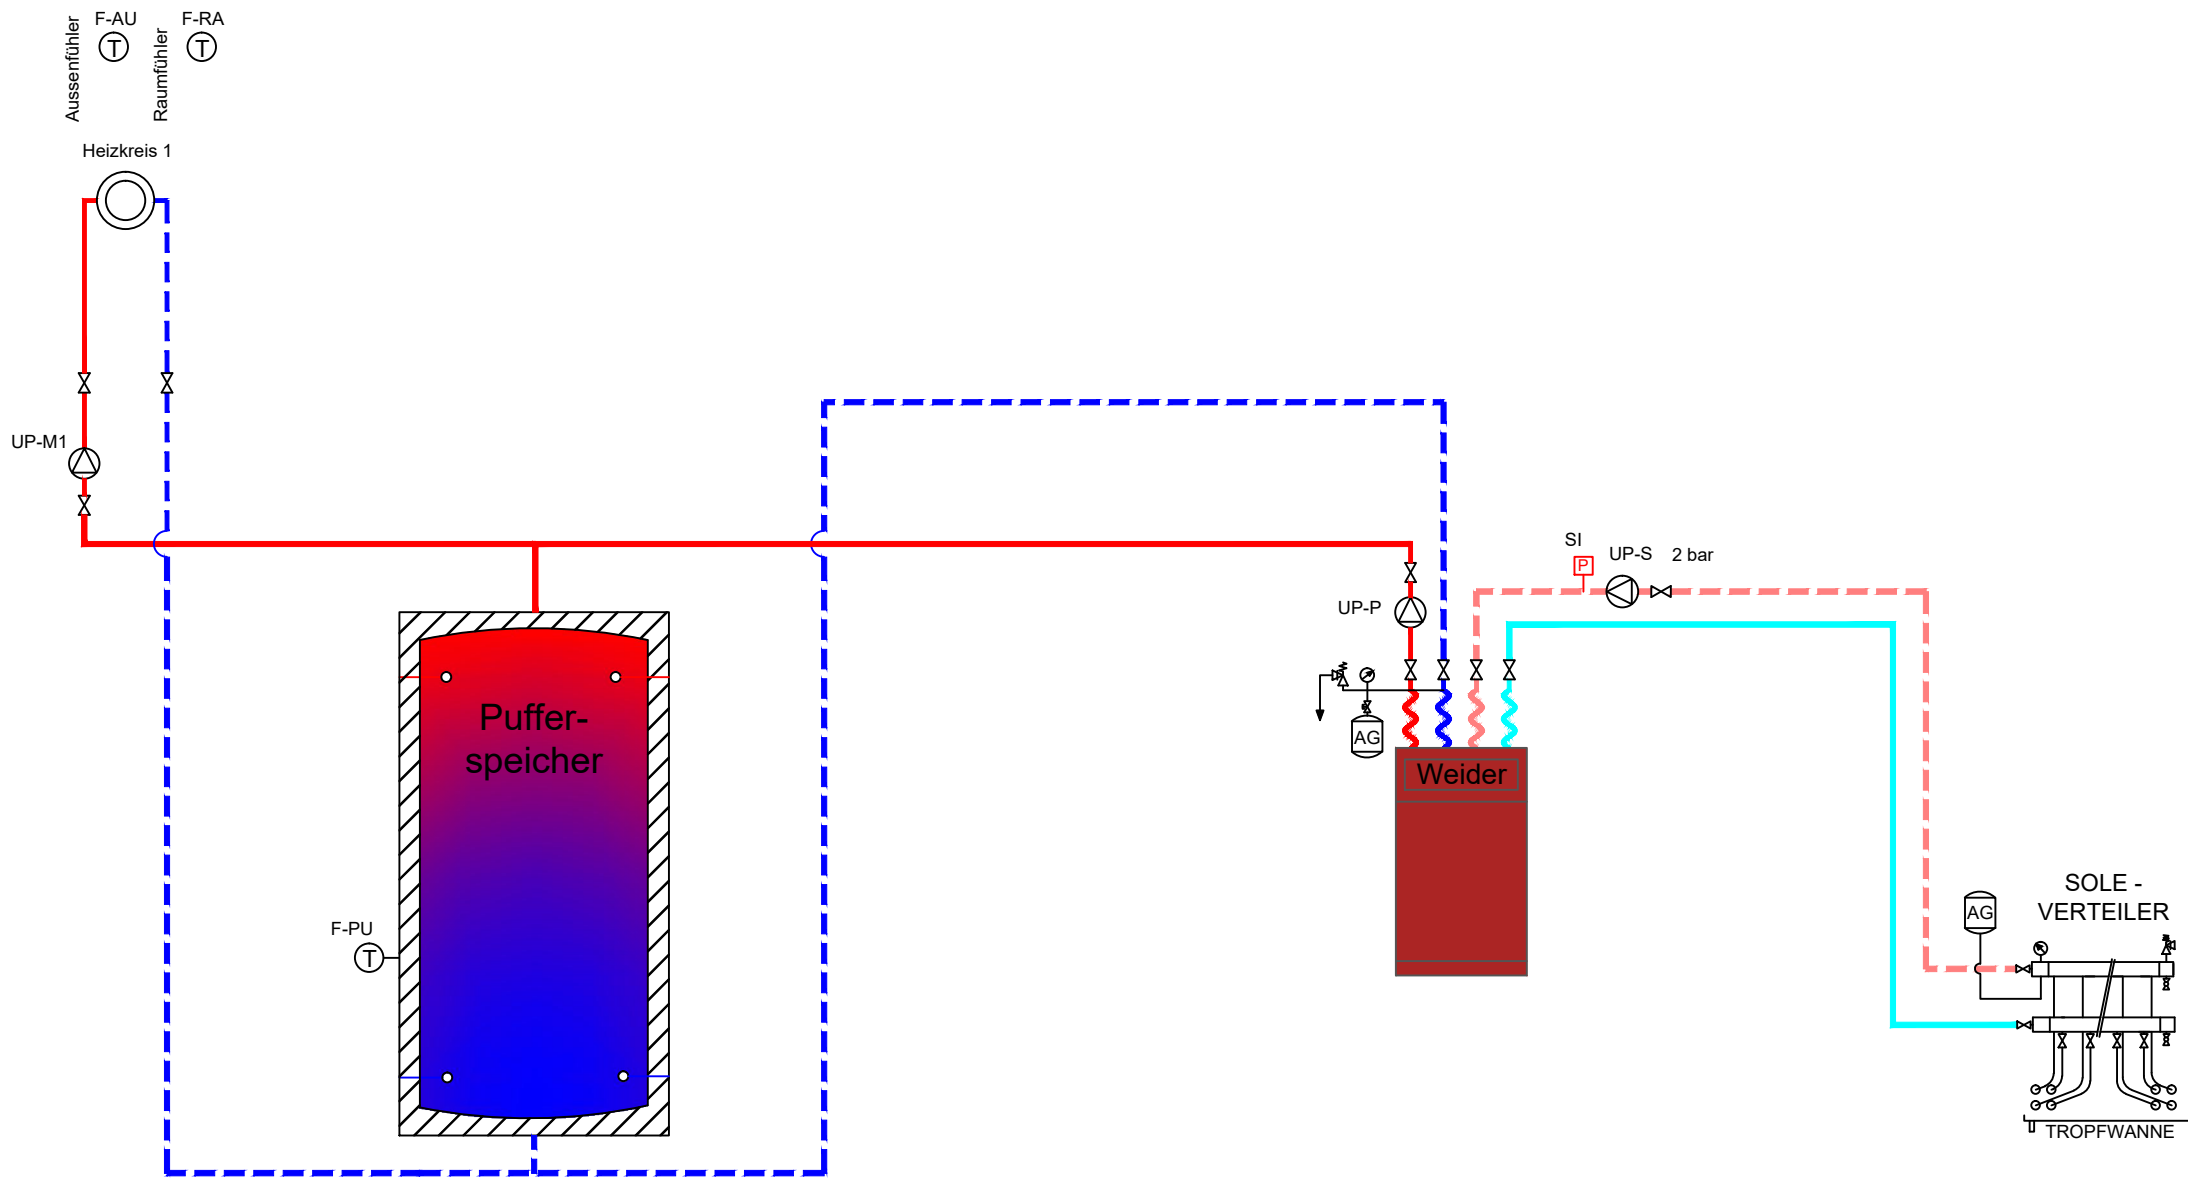 F-AU
F-RA
T
T
Aussenfühler
Raumfühler
Heizkreis 1
UP-M1
SI
UP-S
2 bar
P
UP-P
Puffer-
speicher
AG
Weider
F-PU
T
SOLE -
VERTEILER
AG
TROPFWANNE